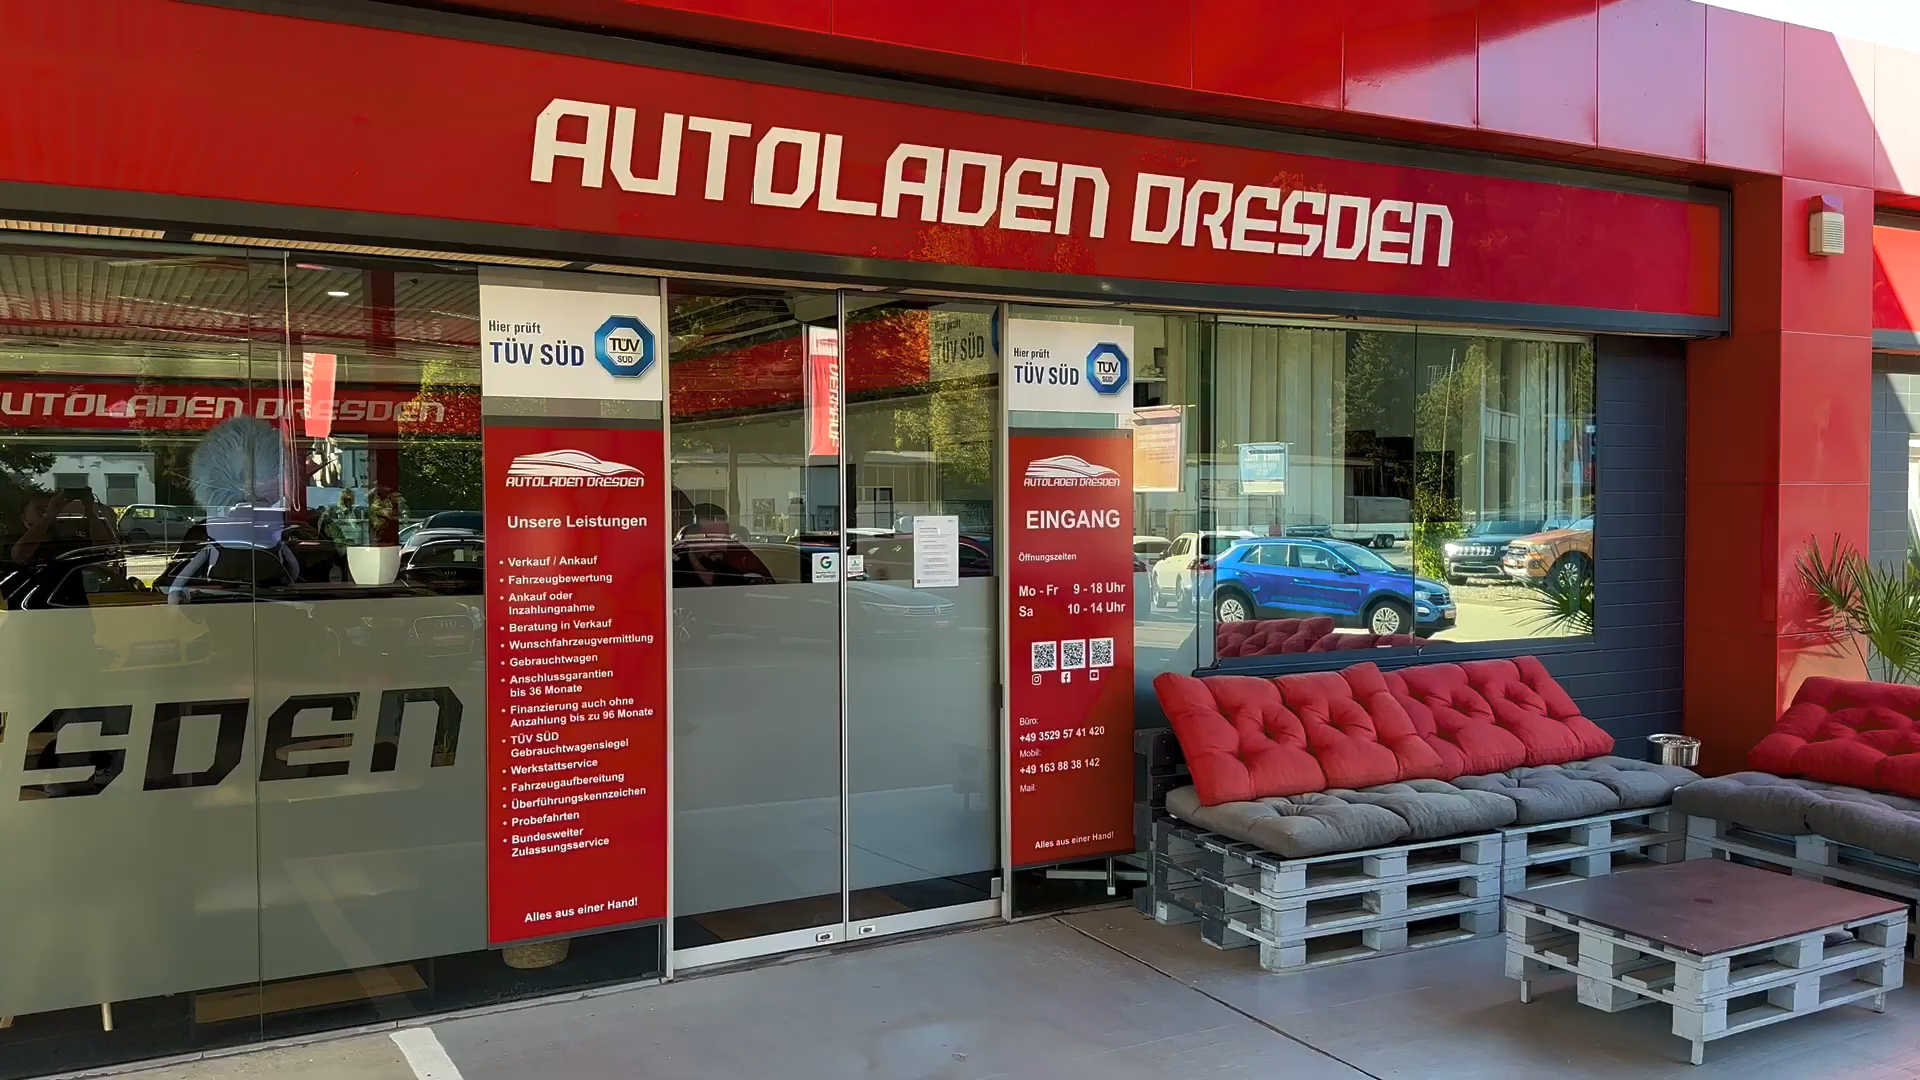 AUTOLADEN DRESDEN
Hier prüft
TÜV SÜD
TÜV
SÜD
AUTOLADEN DRESDEN
Unsere Leistungen
• Verkauf / Ankauf
• Fahrzeugbewertung
• Ankauf oder
Inzahlungnahme
• Beratung in Verkauf
• Wunschfahrzeugvermittlung
• Gebrauchtwagen
• Anschlussgarantien
bis 36 Monate
• Finanzierung auch ohne
Anzahlung bis zu 96 Monate
• TÜV SÜD
Gebrauchtwagensiegel
• Werkstattservice
• Fahrzeugaufbereitung
• Überführungskennzeichen
• Probefahrten
• Bundesweiter
Zulassungsservice
Alles aus einer Hand!
Hier prüft
TÜV SÜD
TÜV
SÜD
AUTOLADEN DRESDEN
EINGANG
Öffnungszeiten
Mo - Fr 9 - 18 Uhr
Sa 10 - 14 Uhr
Büro:
+49 3529 57 41 420
Mobil:
+49 163 88 38 142
Mail:
Alles aus einer Hand!
AUTOLADEN DRESDEN
ESDEN